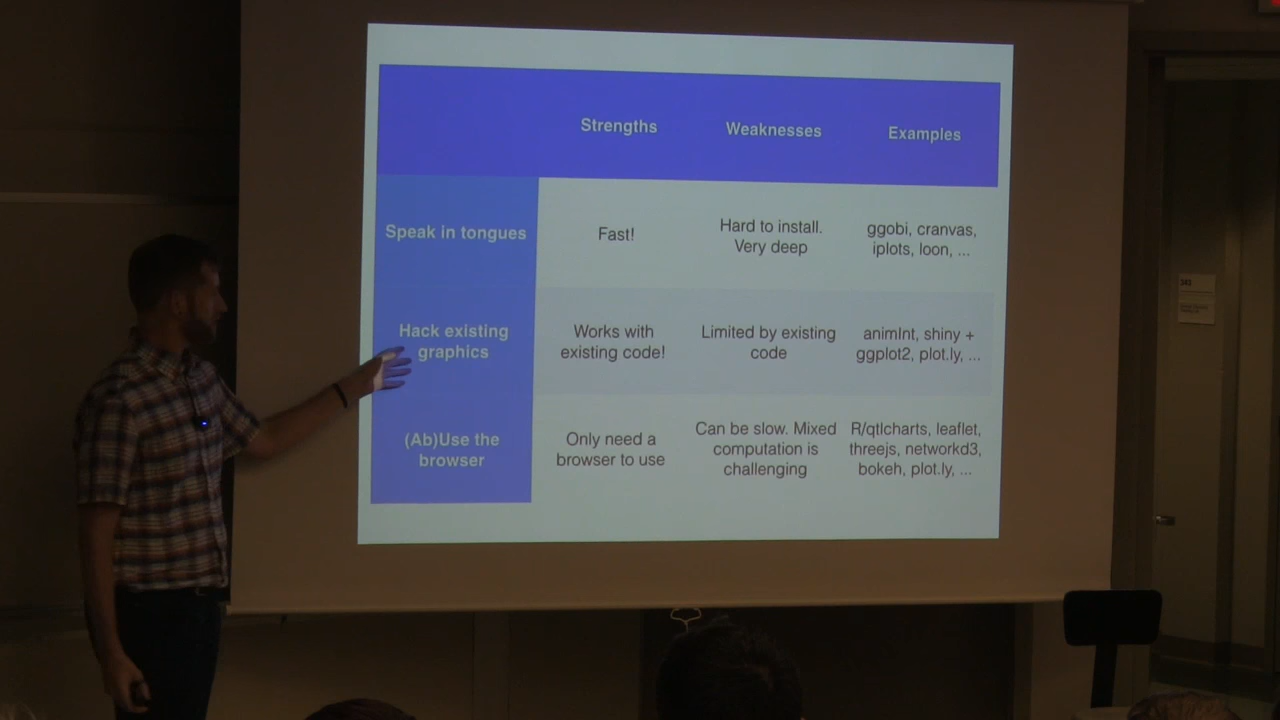 Strengths Weaknesses Examples
Speak in tongues
Fast!
Hard to install.
Very deep
ggobi, cranvas,
iplots, loon, ...
Hack existing
graphics
Works with
existing code!
Limited by existing
code
animInt, shiny +
ggplot2, plot.ly, ...
(Ab)Use the
browser
Only need a
browser to use
Can be slow. Mixed
computation is
challenging
R/qtlcharts, leaflet,
threejs, networkd3,
bokeh, plot.ly, ...
343